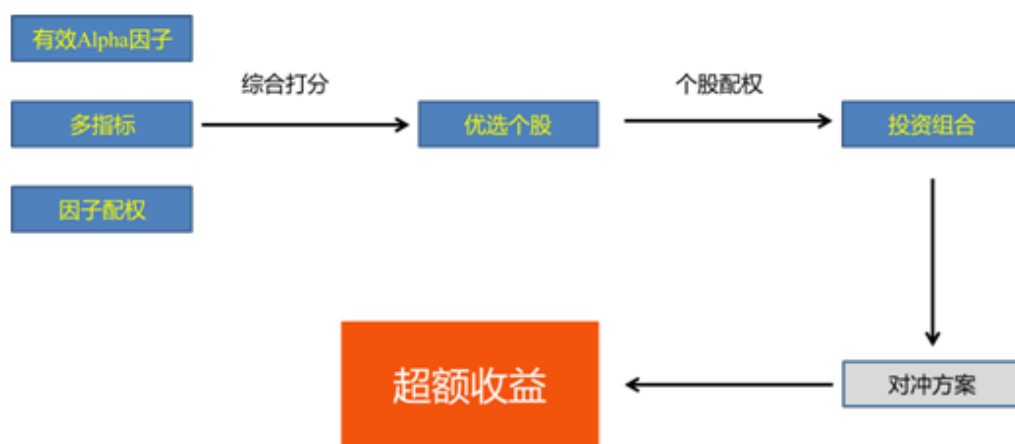 有效Alpha因子
综合打分
个股配权
多指标
优选个股
投资组合
因子配权
超额收益
对冲方案